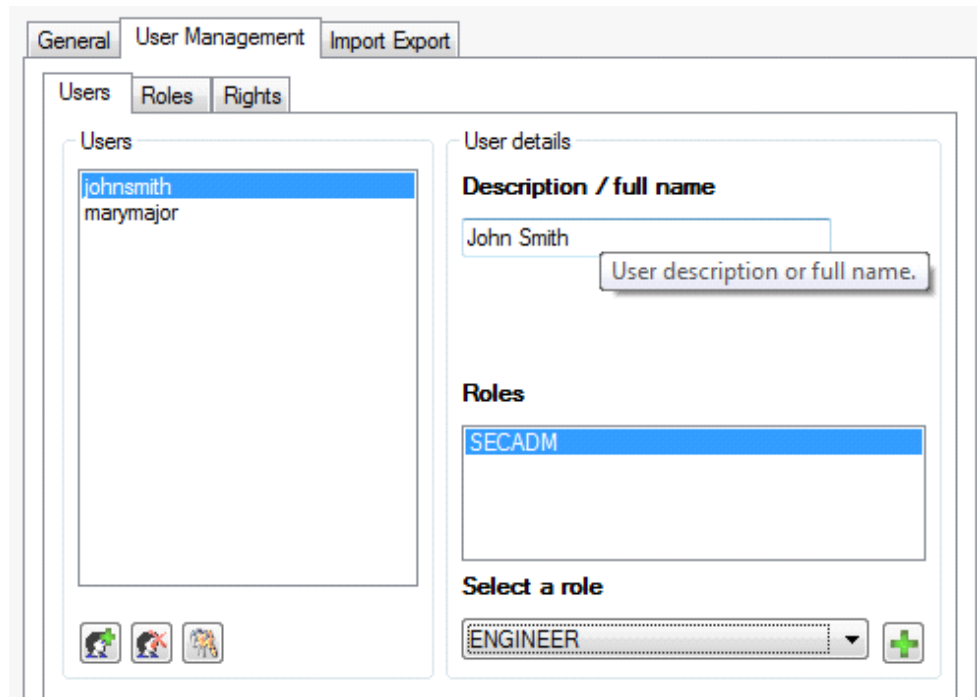 General User Management Import Export
Users Roles Rights
Users
johnsmith
marymajor
User details
Description / full name
John Smith
User description or full name.
Roles
SECADM
Select a role
ENGINEER